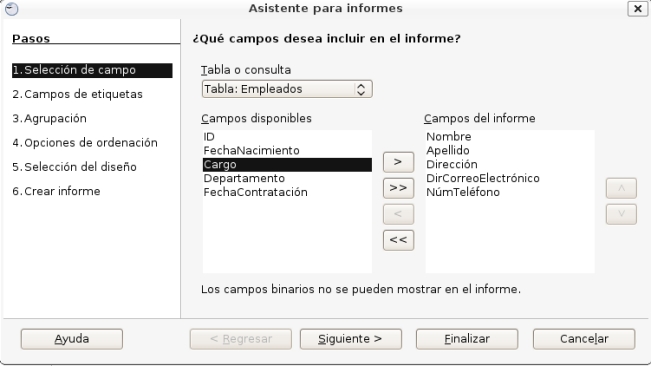 Asistente para informes
Pasos
1.Selección de campo
2.Campos de etiquetas
3.Agrupación
4.Opciones de ordenación
5.Selección del diseño
6.Crear informe
¿Qué campos desea incluir en el informe?
Tabla o consulta
Tabla: Empleados
Campos disponibles
ID
FechaNacimiento
Cargo
Departamento
FechaContratación
>
>>
<
<<
Campos del informe
Nombre
Apellido
Dirección
DirCorreoElectrónico
NúmTeléfono
Los campos binarios no se pueden mostrar en el informe.
Ayuda
< Regresar
Siguiente >
Finalizar
Cancelar